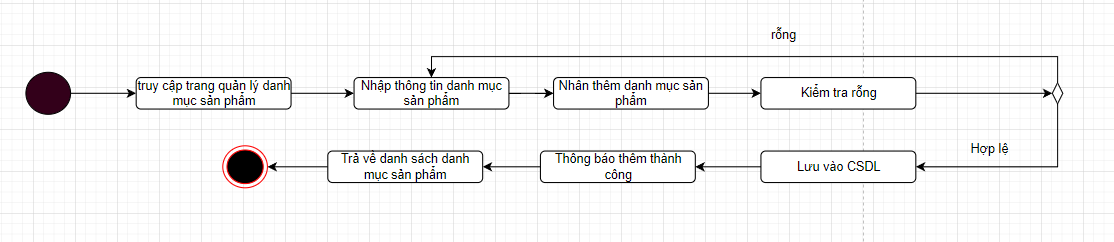 rỗng
truy cập trang quản lý danh
mục sản phẩm
Nhập thông tin danh mục
sản phẩm
Nhân thêm danh mục sản
phẩm
Kiểm tra rỗng
Hợp lệ
Trả về danh sách danh
mục sản phẩm
Thông báo thêm thành
công
Lưu vào CSDL